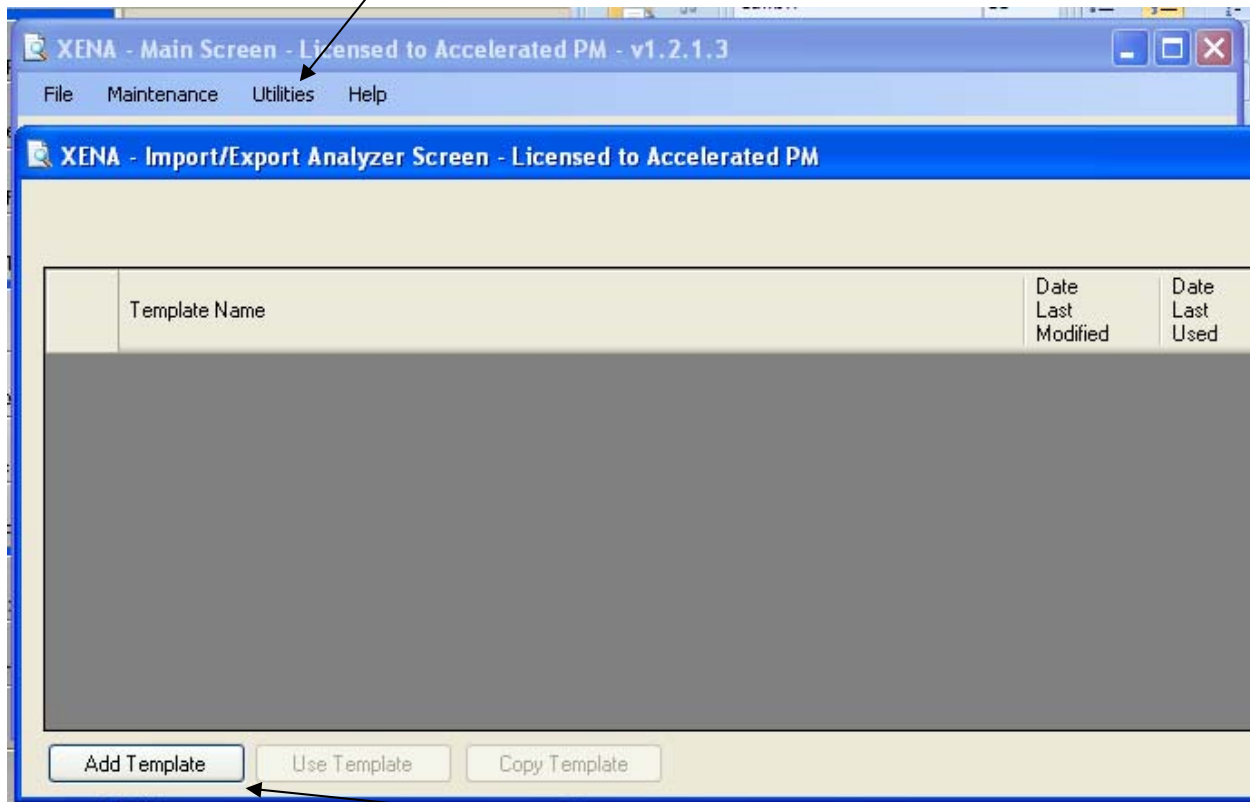 XENA - Main Screen - Licensed to Accelerated PM - v1.2.1.3
File Maintenance Utilities Help
XENA - Import/Export Analyzer Screen - Licensed to Accelerated PM
Template Name
Date
Last
Modified
Date
Last
Used
Add Template Use Template Copy Template